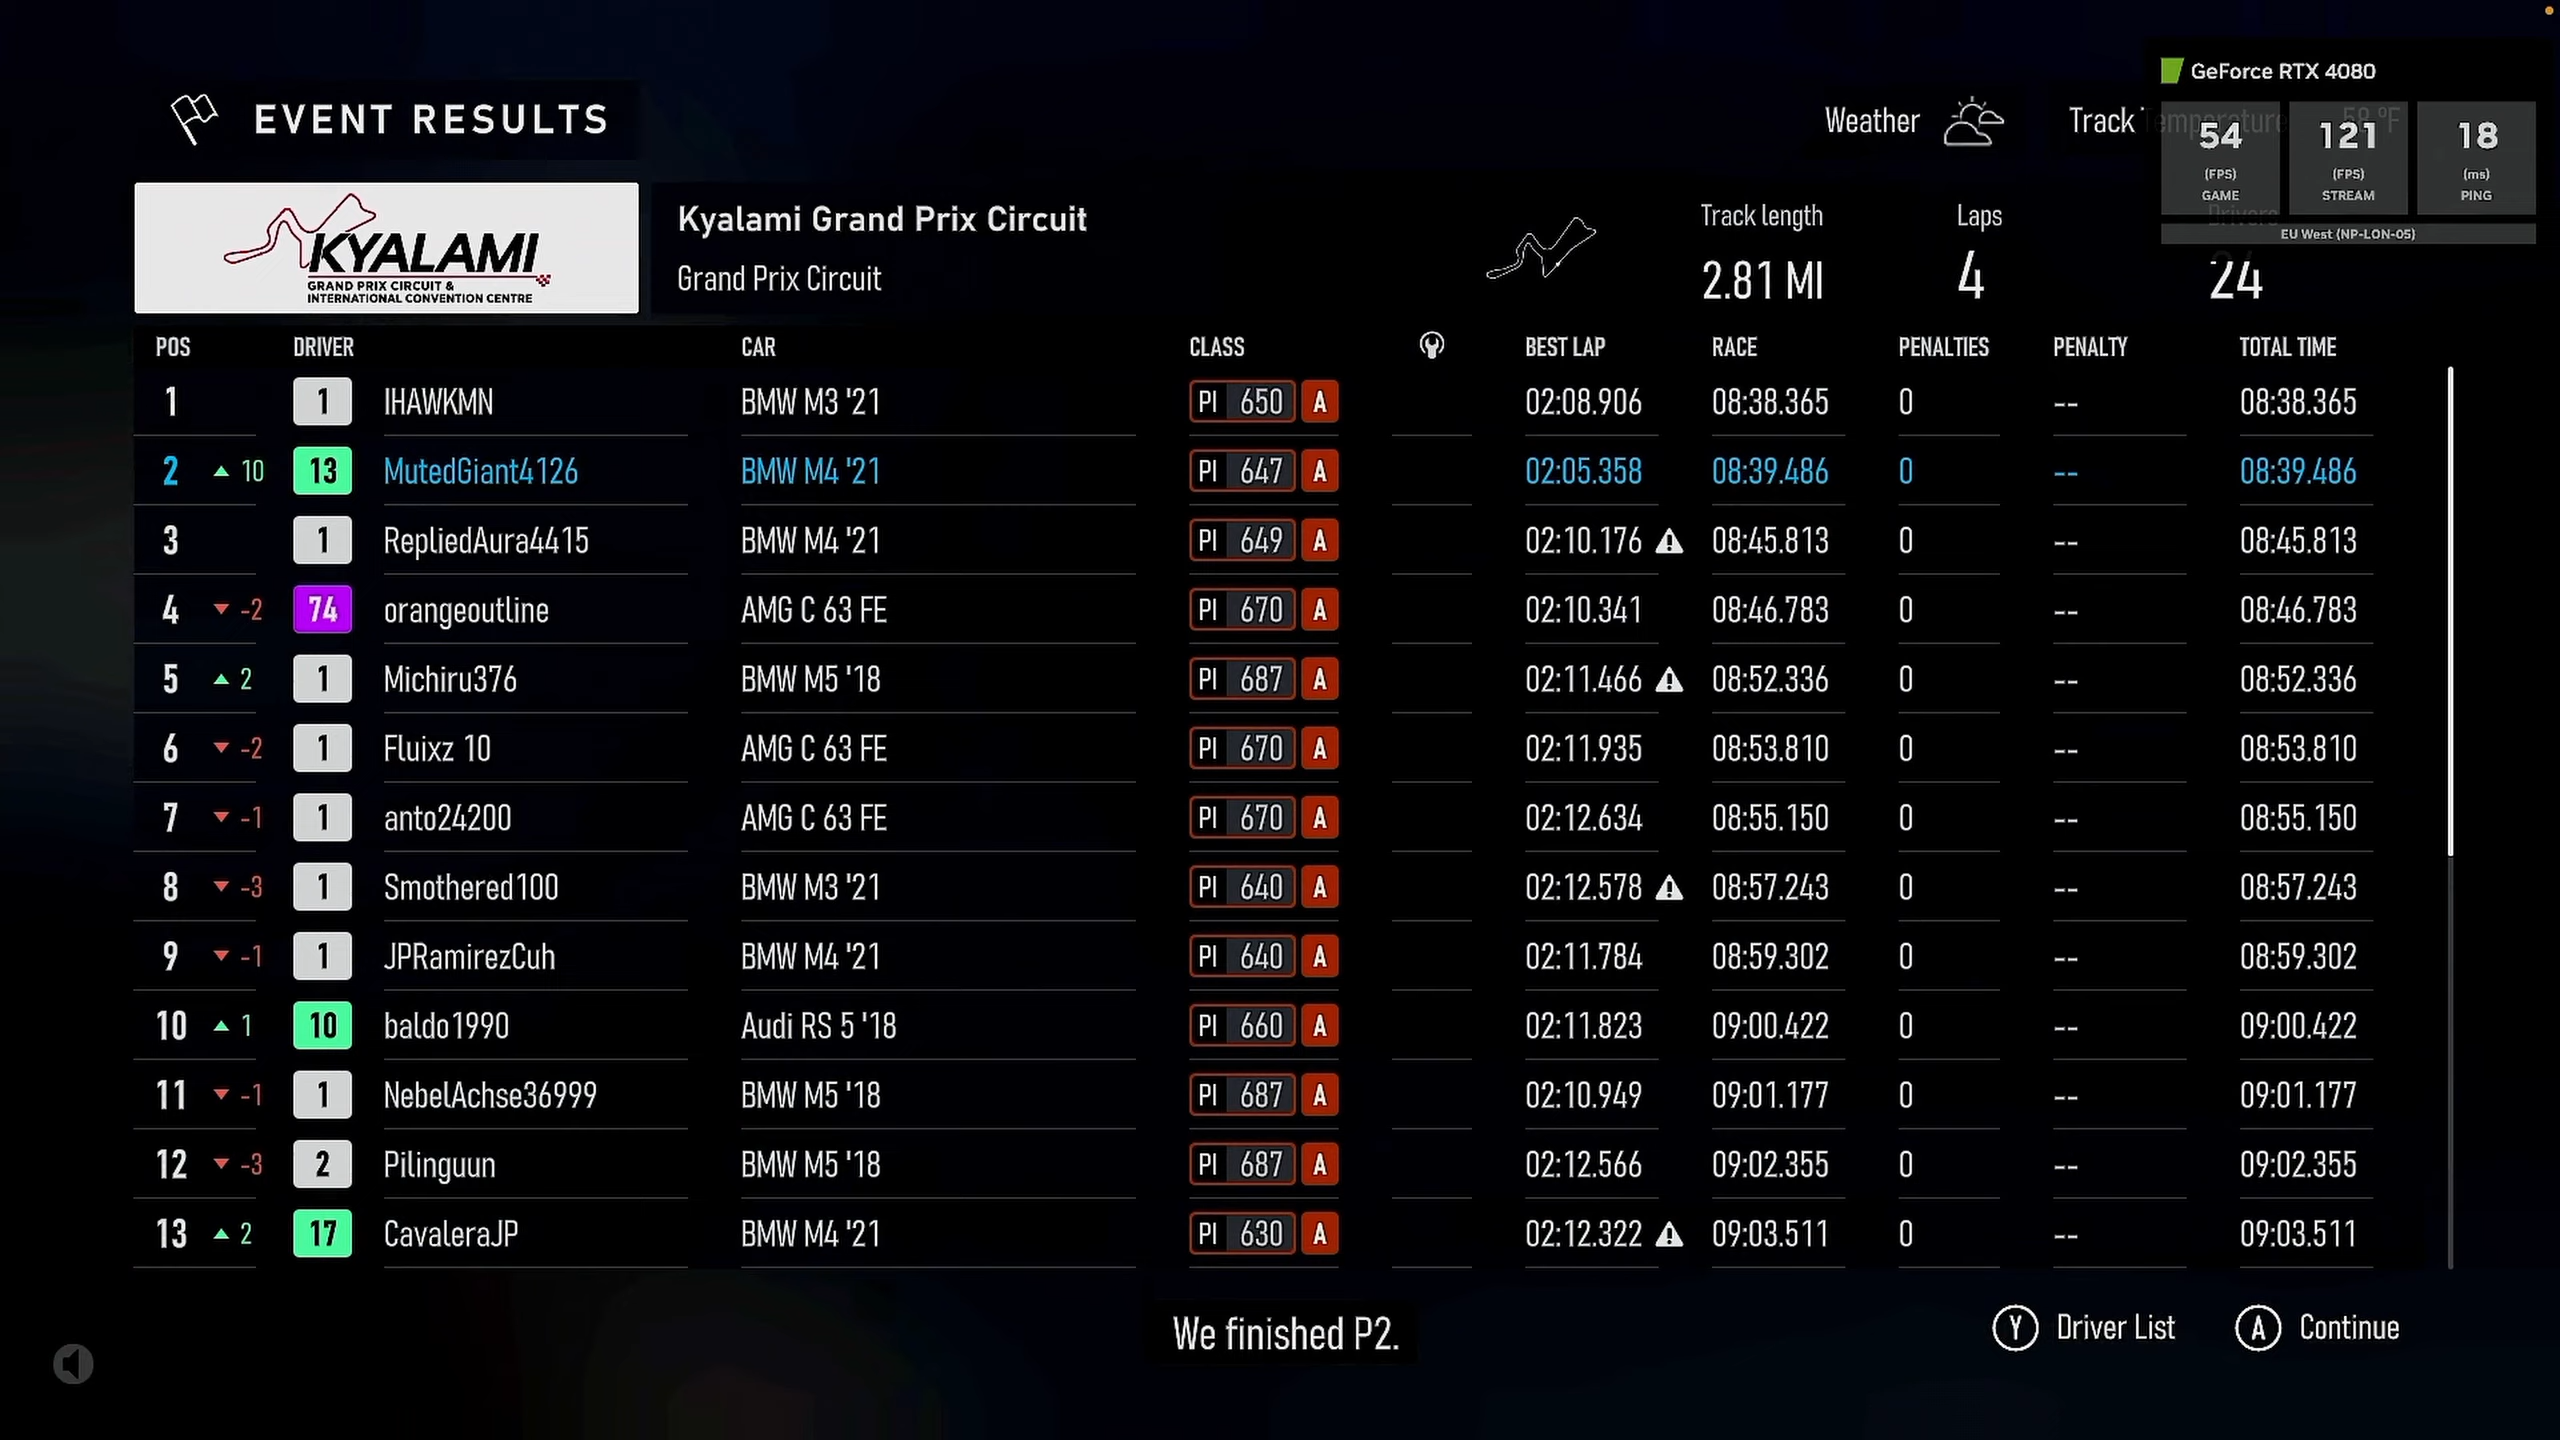 EVENT RESULTS
Weather
Track Temperature 58 °F
GeForce RTX 4080
54 121 18
(FPS) (FPS) (ms)
GAME STREAM PING
EU West (NP-LON-05)
KYALAMI
GRAND PRIX CIRCUIT &
INTERNATIONAL CONVENTION CENTRE
Kyalami Grand Prix Circuit
Grand Prix Circuit
Track length Laps Drivers
2.81 MI 4 24
POS DRIVER CAR CLASS BEST LAP RACE PENALTIES PENALTY TOTAL TIME
1 1 IHAWKMN BMW M3 '21 PI 650 A 02:08.906 08:38.365 0 -- 08:38.365
2 ▲ 10 13 MutedGiant4126 BMW M4 '21 PI 647 A 02:05.358 08:39.486 0 -- 08:39.486
3 1 RepliedAura4415 BMW M4 '21 PI 649 A 02:10.176 08:45.813 0 -- 08:45.813
4 ▼ -2 74 orangeoutline AMG C 63 FE PI 670 A 02:10.341 08:46.783 0 -- 08:46.783
5 ▲ 2 1 Michiru376 BMW M5 '18 PI 687 A 02:11.466 08:52.336 0 -- 08:52.336
6 ▼ -2 1 Fluixz 10 AMG C 63 FE PI 670 A 02:11.935 08:53.810 0 -- 08:53.810
7 ▼ -1 1 anto24200 AMG C 63 FE PI 670 A 02:12.634 08:55.150 0 -- 08:55.150
8 ▼ -3 1 Smothered100 BMW M3 '21 PI 640 A 02:12.578 08:57.243 0 -- 08:57.243
9 ▼ -1 1 JPRamirezCuh BMW M4 '21 PI 640 A 02:11.784 08:59.302 0 -- 08:59.302
10 ▲ 1 10 baldo1990 Audi RS 5 '18 PI 660 A 02:11.823 09:00.422 0 -- 09:00.422
11 ▼ -1 1 NebelAchse36999 BMW M5 '18 PI 687 A 02:10.949 09:01.177 0 -- 09:01.177
12 ▼ -3 2 Pilinguun BMW M5 '18 PI 687 A 02:12.566 09:02.355 0 -- 09:02.355
13 ▲ 2 17 CavaleraJP BMW M4 '21 PI 630 A 02:12.322 09:03.511 0 -- 09:03.511
We finished P2.
Y Driver List A Continue